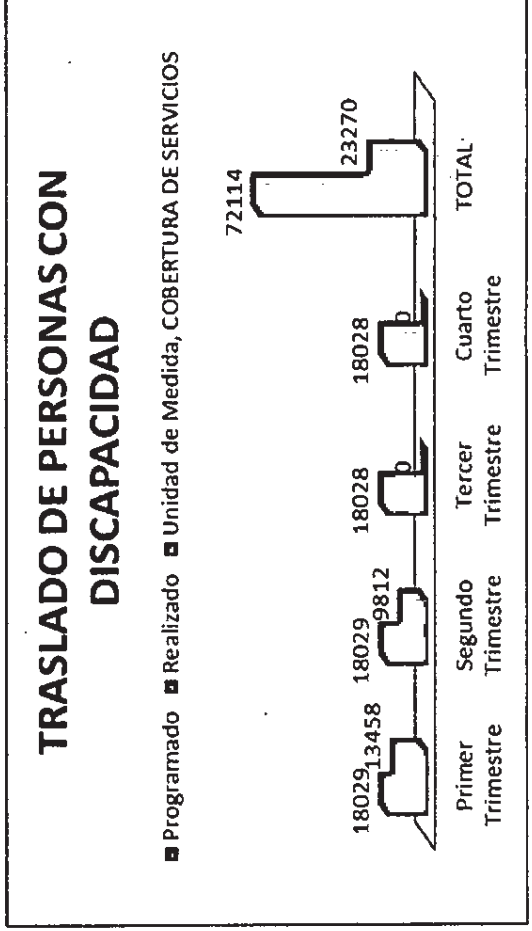 TRASLADO DE PERSONAS CON
DISCAPACIDAD
Programado Realizado Unidad de Medida, COBERTURA DE SERVICIOS
18029 13458 18029 9812 18028 0 18028 0 72114 23270
Primer Segundo Tercer Cuarto TOTAL
Trimestre Trimestre Trimestre Trimestre